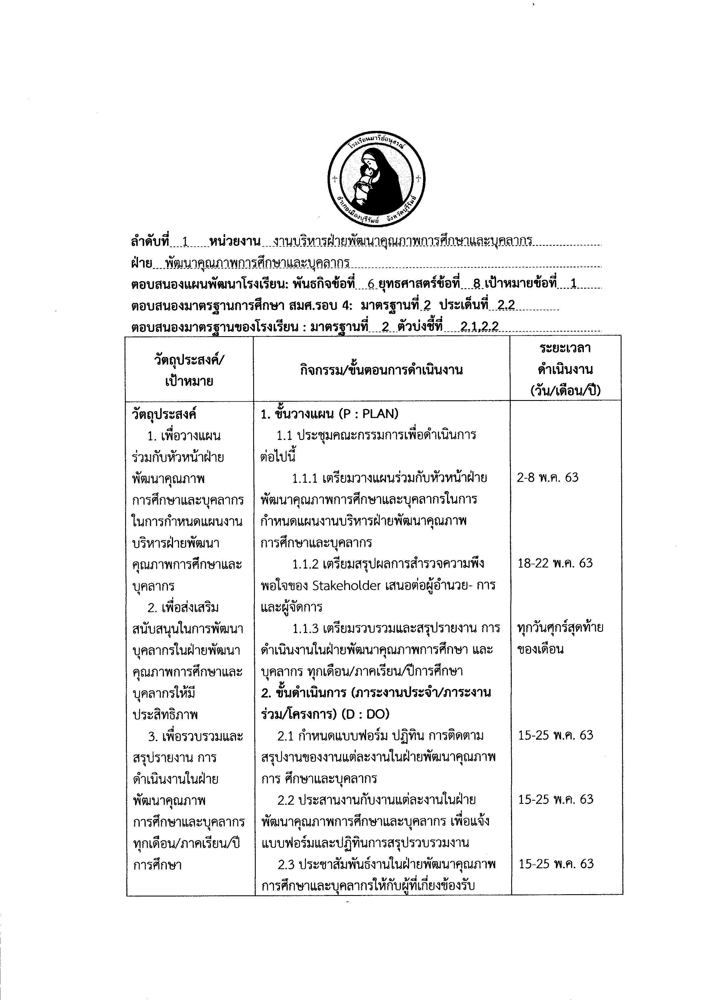 โรงเรียนมารีย์อนุสรณ์
อำเภอเมืองบุรีรัมย์ จังหวัดบุรีรัมย์
ลำดับที่ 1 หน่วยงาน งานบริหารฝ่ายพัฒนาคุณภาพการศึกษาและบุคลากร
ฝ่าย พัฒนาคุณภาพการศึกษาและบุคลากร
ตอบสนองแผนพัฒนาโรงเรียน: พันธกิจข้อที่ 6 ยุทธศาสตร์ข้อที่ 8 เป้าหมายข้อที่ 1
ตอบสนองมาตรฐานการศึกษา สมศ.รอบ 4: มาตรฐานที่ 2 ประเด็นที่ 2.2
ตอบสนองมาตรฐานของโรงเรียน : มาตรฐานที่ 2 ตัวบ่งชี้ที่ 2.1,2.2
วัตถุประสงค์/
เป้าหมาย
กิจกรรม/ขั้นตอนการดำเนินงาน
ระยะเวลา
ดำเนินงาน
(วัน/เดือน/ปี)
วัตถุประสงค์
1. เพื่อวางแผน
ร่วมกับหัวหน้าฝ่าย
พัฒนาคุณภาพ
การศึกษาและบุคลากร
ในการกำหนดแผนงาน
บริหารฝ่ายพัฒนา
คุณภาพการศึกษาและ
บุคลากร
2. เพื่อส่งเสริม
สนับสนุนในการพัฒนา
บุคลากรในฝ่ายพัฒนา
คุณภาพการศึกษาและ
บุคลากรให้มี
ประสิทธิภาพ
3. เพื่อรวบรวมและ
สรุปรายงาน การ
ดำเนินงานในฝ่าย
พัฒนาคุณภาพ
การศึกษาและบุคลากร
ทุกเดือน/ภาคเรียน/ปี
การศึกษา
1. ขั้นวางแผน (P : PLAN)
1.1 ประชุมคณะกรรมการเพื่อดำเนินการ
ต่อไปนี้
1.1.1 เตรียมวางแผนร่วมกับหัวหน้าฝ่าย
พัฒนาคุณภาพการศึกษาและบุคลากรในการ
กำหนดแผนงานบริหารฝ่ายพัฒนาคุณภาพ
การศึกษาและบุคลากร
1.1.2 เตรียมสรุปผลการสำรวจความพึง
พอใจของ Stakeholder เสนอต่อผู้อำนวย- การ
และผู้จัดการ
1.1.3 เตรียมรวบรวมและสรุปรายงาน การ
ดำเนินงานในฝ่ายพัฒนาคุณภาพการศึกษา และ
บุคลากร ทุกเดือน/ภาคเรียน/ปีการศึกษา
2. ขั้นดำเนินการ (ภาระงานประจำ/ภาระงาน
ร่วม/โครงการ) (D : DO)
2.1 กำหนดแบบฟอร์ม ปฏิทิน การติดตาม
สรุปงานของงานแต่ละงานในฝ่ายพัฒนาคุณภาพ
การ ศึกษาและบุคลากร
2.2 ประสานงานกับงานแต่ละงานในฝ่าย
พัฒนาคุณภาพการศึกษาและบุคลากร เพื่อแจ้ง
แบบฟอร์มและปฏิทินการสรุปรวบรวมงาน
2.3 ประชาสัมพันธ์งานในฝ่ายพัฒนาคุณภาพ
การศึกษาและบุคลากรให้กับผู้ที่เกี่ยงข้องรับ
2-8 พ.ค. 63
18-22 พ.ค. 63
ทุกวันศุกร์สุดท้าย
ของเดือน
15-25 พ.ค. 63
15-25 พ.ค. 63
15-25 พ.ค. 63